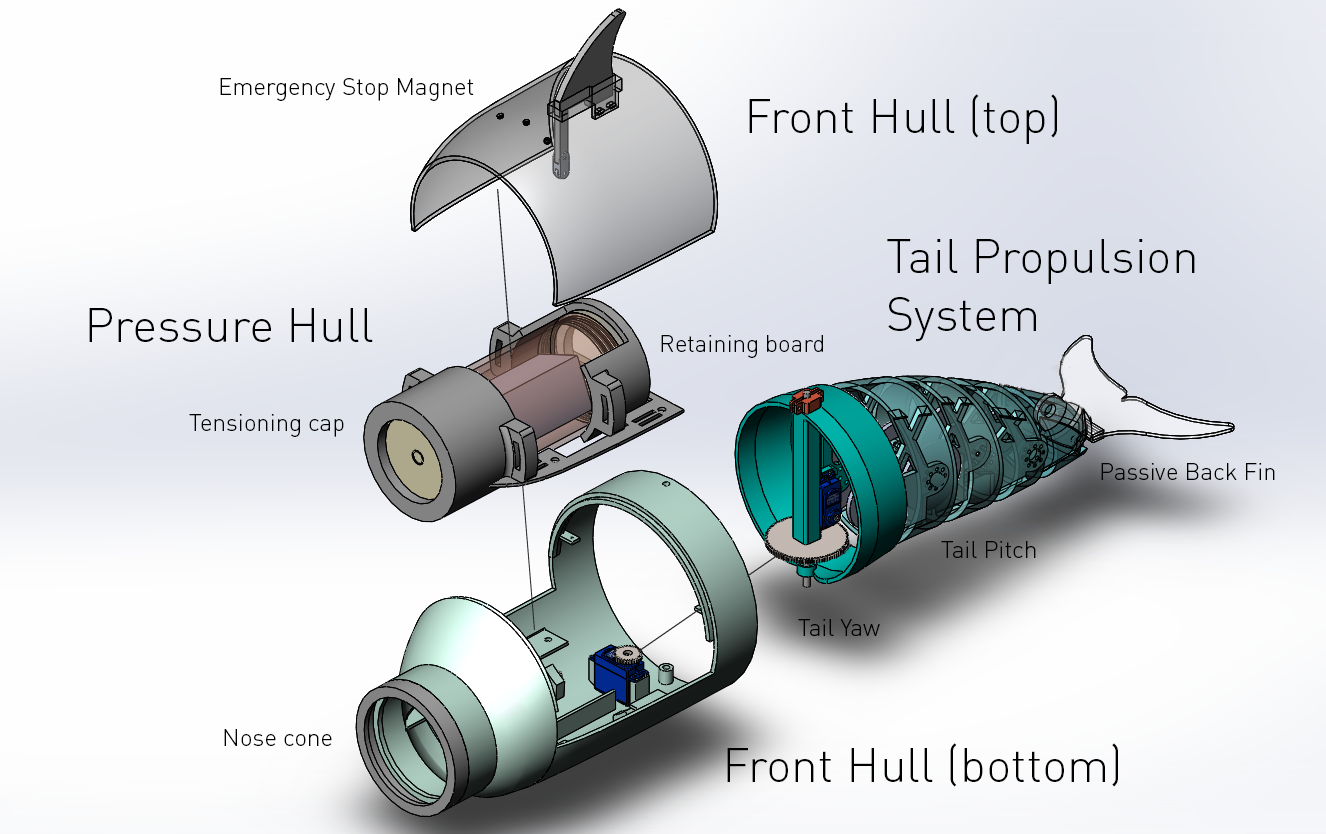 Emergency Stop Magnet
Front Hull (top)
Tail Propulsion
System
Pressure Hull
Retaining board
Tensioning cap
Passive Back Fin
Tail Pitch
Tail Yaw
Nose cone
Front Hull (bottom)